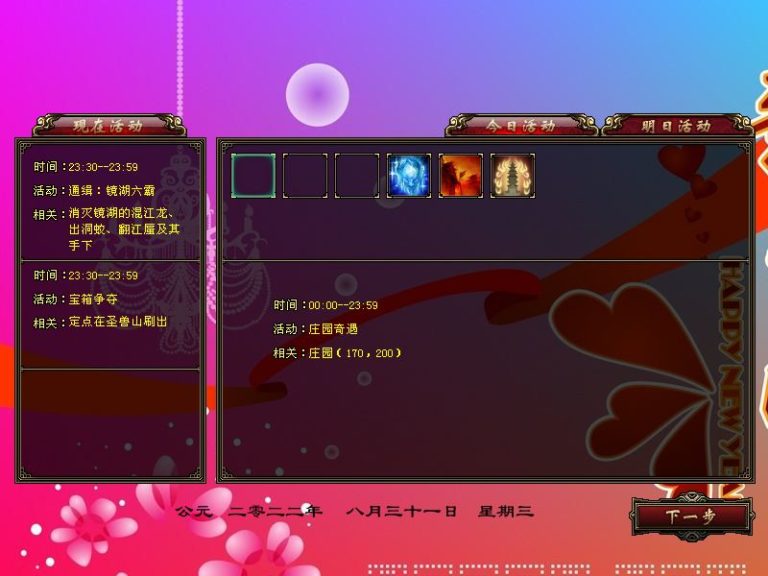 现在活动
今日活动
明日活动
时间：23:30--23:59
活动：通缉：镜湖六霸
相关：消灭镜湖的混江龙、
出洞蛟、翻江蜃及其
手下
时间：23:30--23:59
活动：宝箱争夺
相关：定点在圣兽山刷出
时间：00:00--23:59
活动：庄园奇遇
相关：庄园（170，200）
HAPPY NEW YE
公元 二零二二年 八月三十一日 星期三
下一步